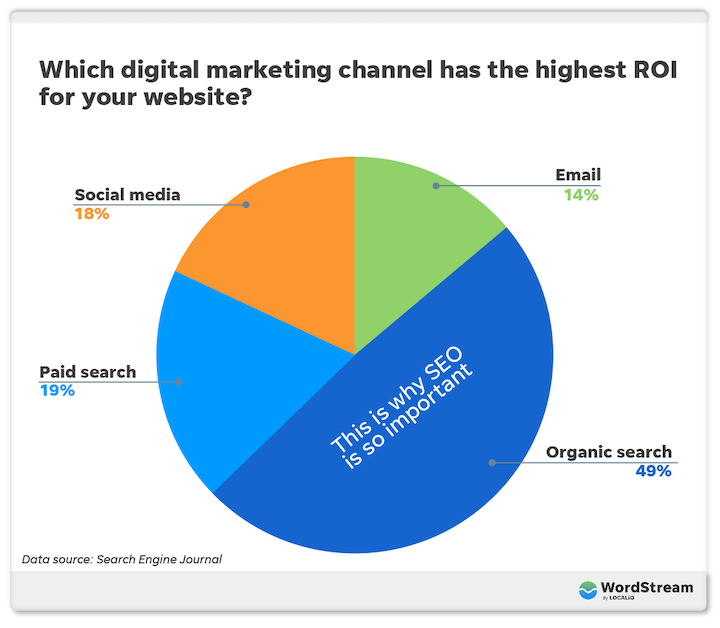 Which digital marketing channel has the highest ROI
for your website?
Email
14%
Social media
18%
Paid search
19%
This is why SEO
is so important
Organic search
49%
Data source: Search Engine Journal
WordStream
By LOCALiQ